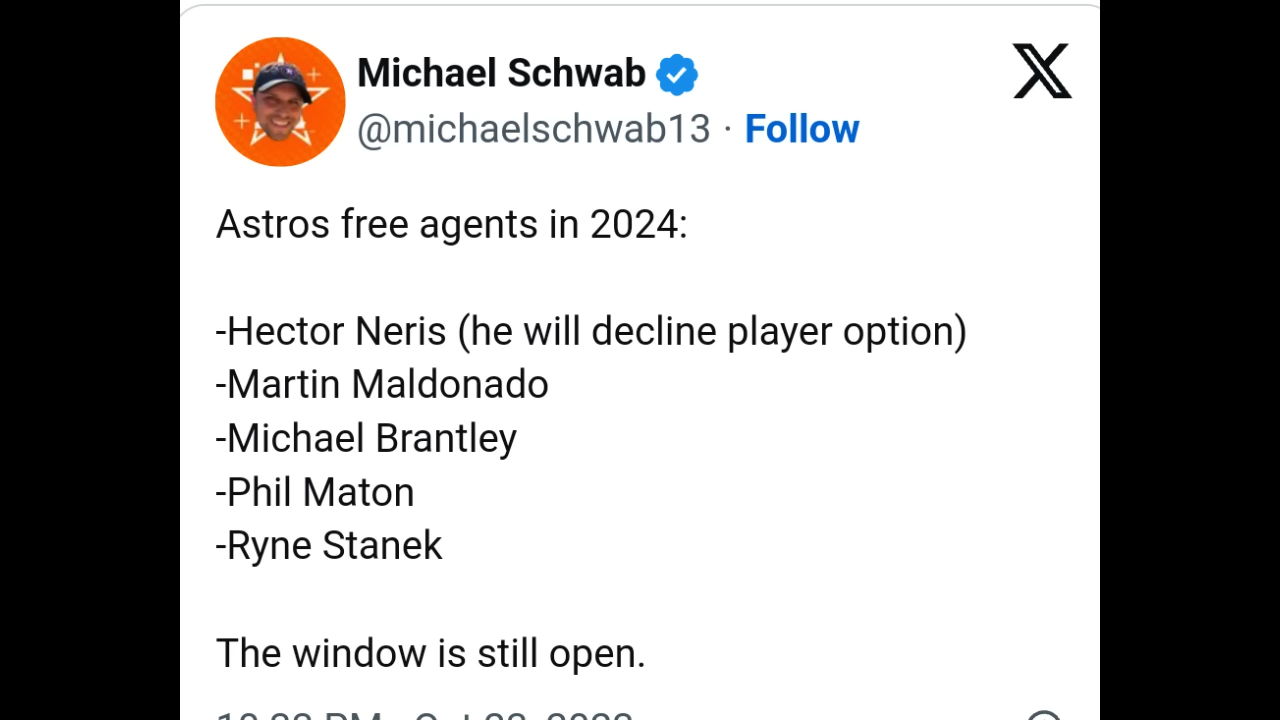 Michael Schwab
@michaelschwab13 · Follow
Astros free agents in 2024:
-Hector Neris (he will decline player option)
-Martin Maldonado
-Michael Brantley
-Phil Maton
-Ryne Stanek
The window is still open.